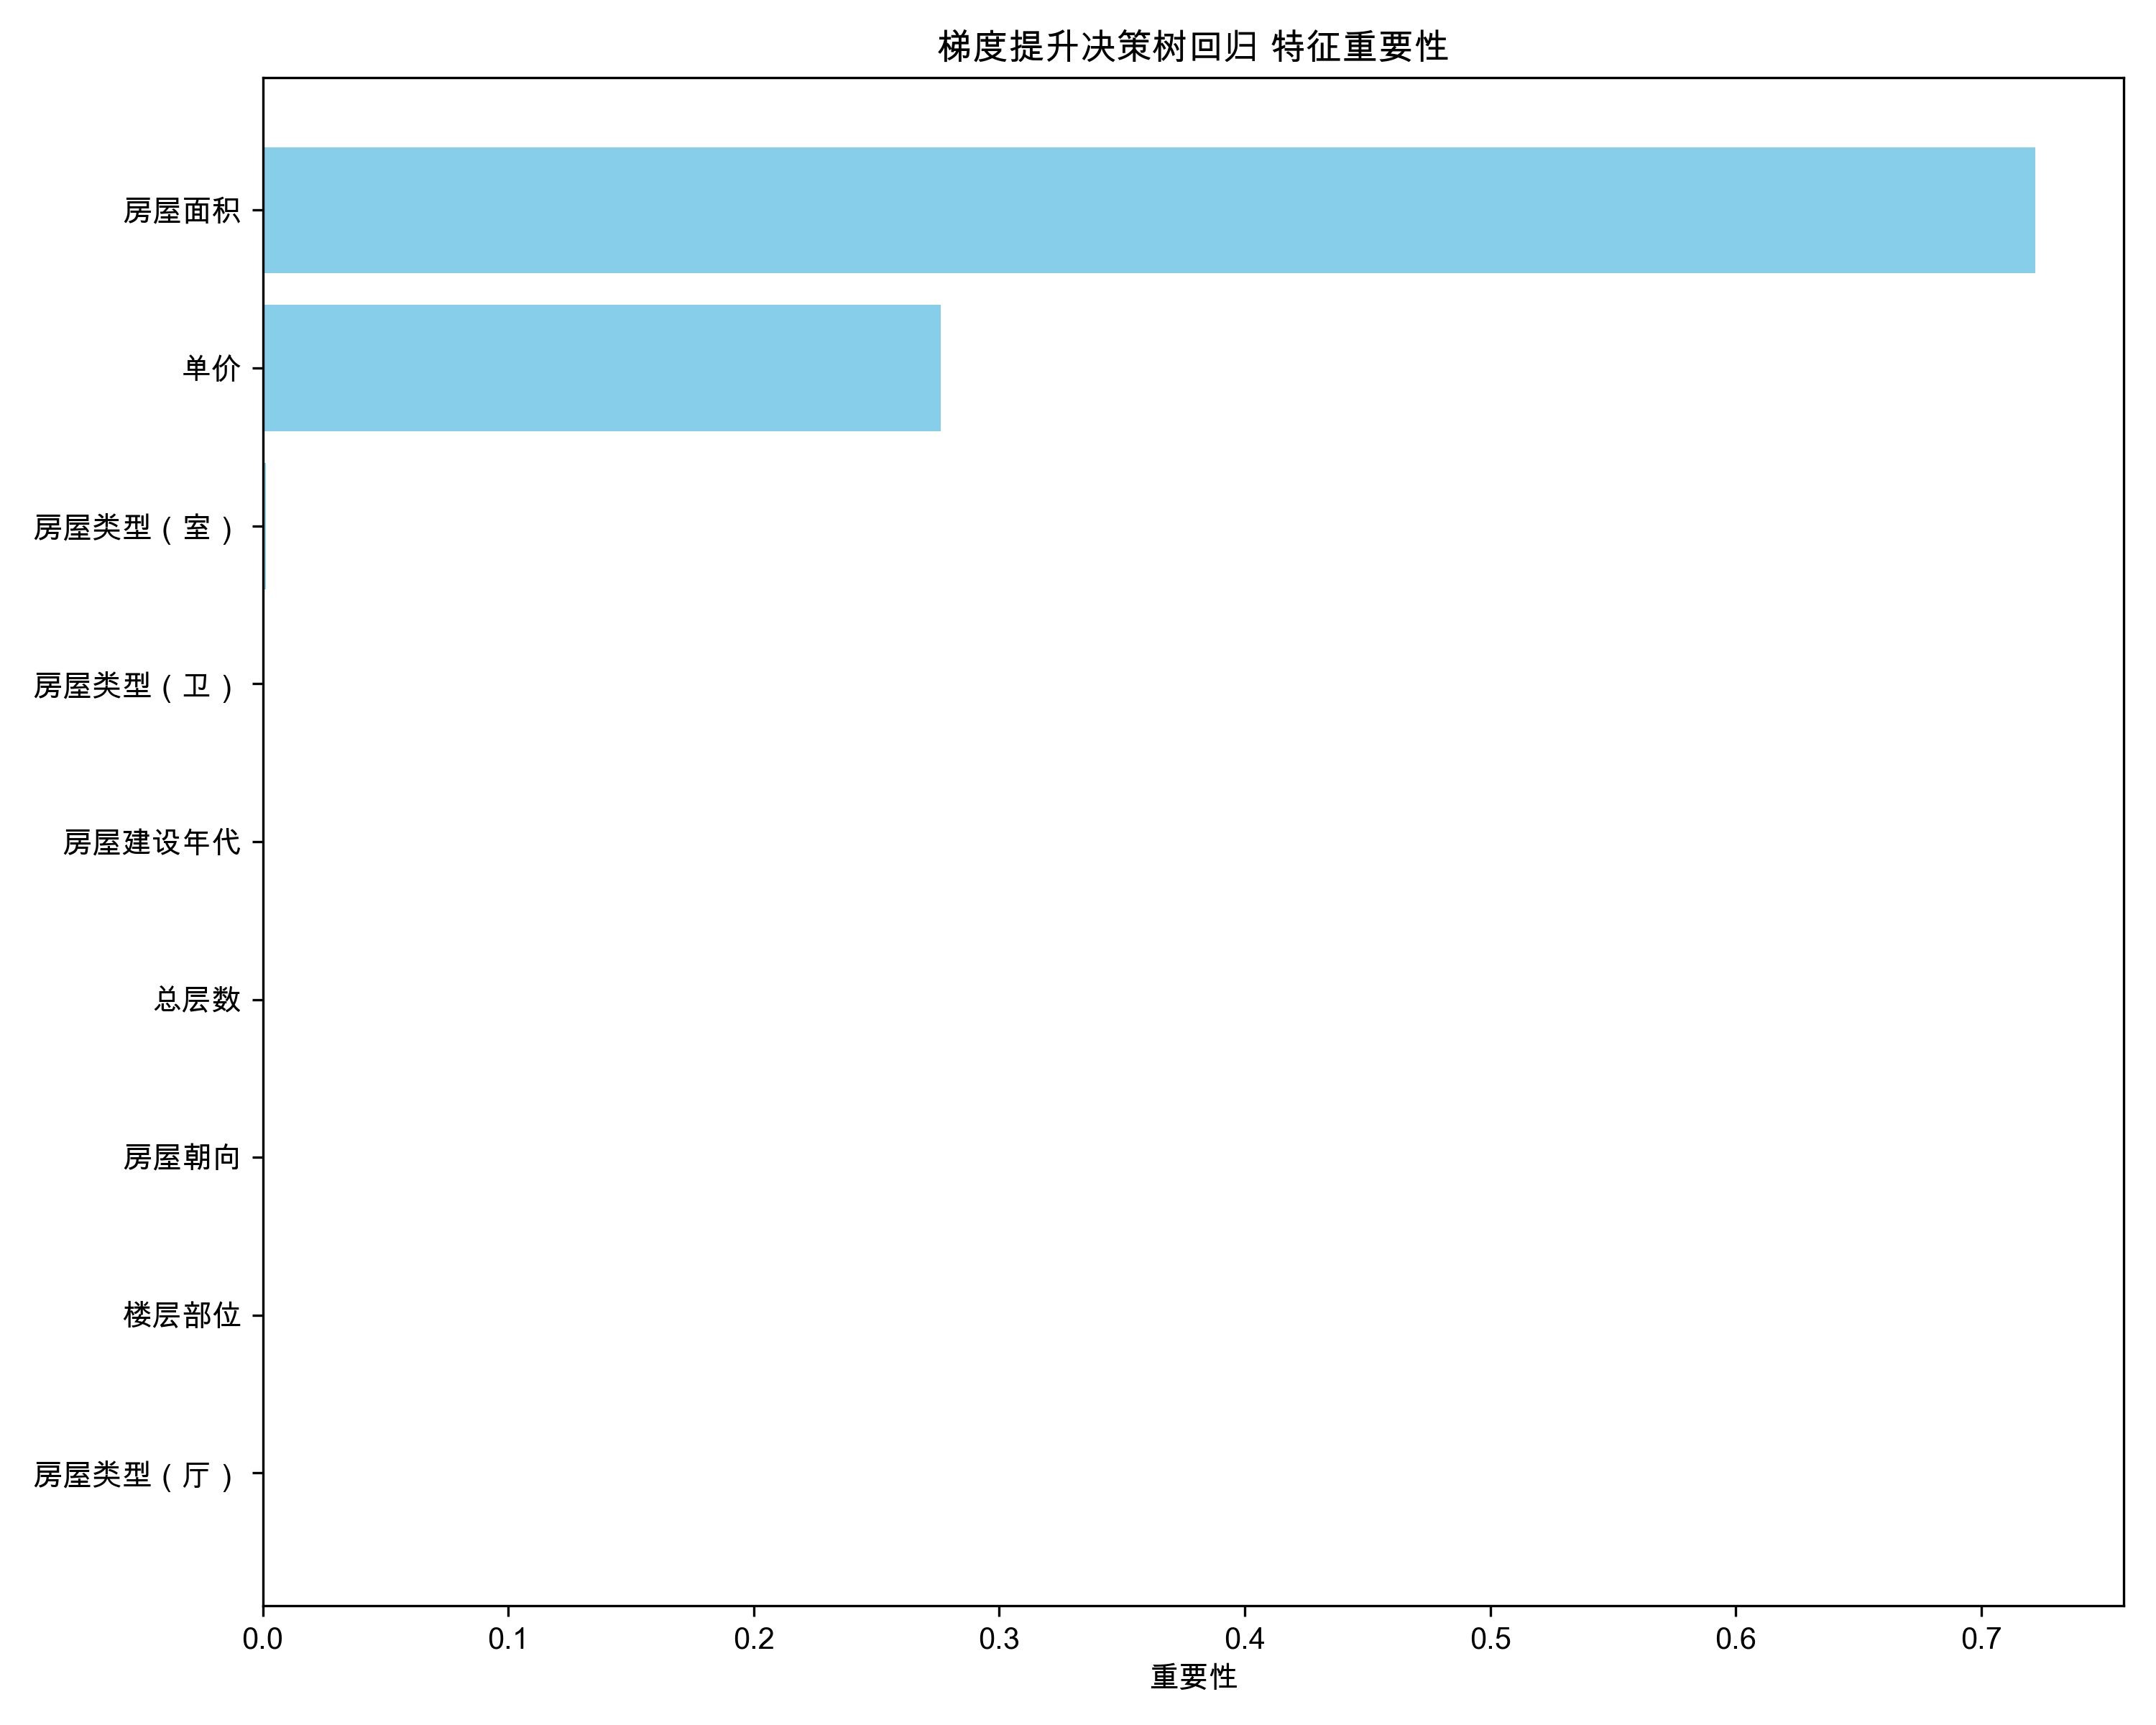 梯度提升决策树回归 特征重要性
房屋面积
单价
房屋类型（室）
房屋类型（卫）
房屋建设年代
总层数
房屋朝向
楼层部位
房屋类型（厅）
0.0 0.1 0.2 0.3 0.4 0.5 0.6 0.7
重要性